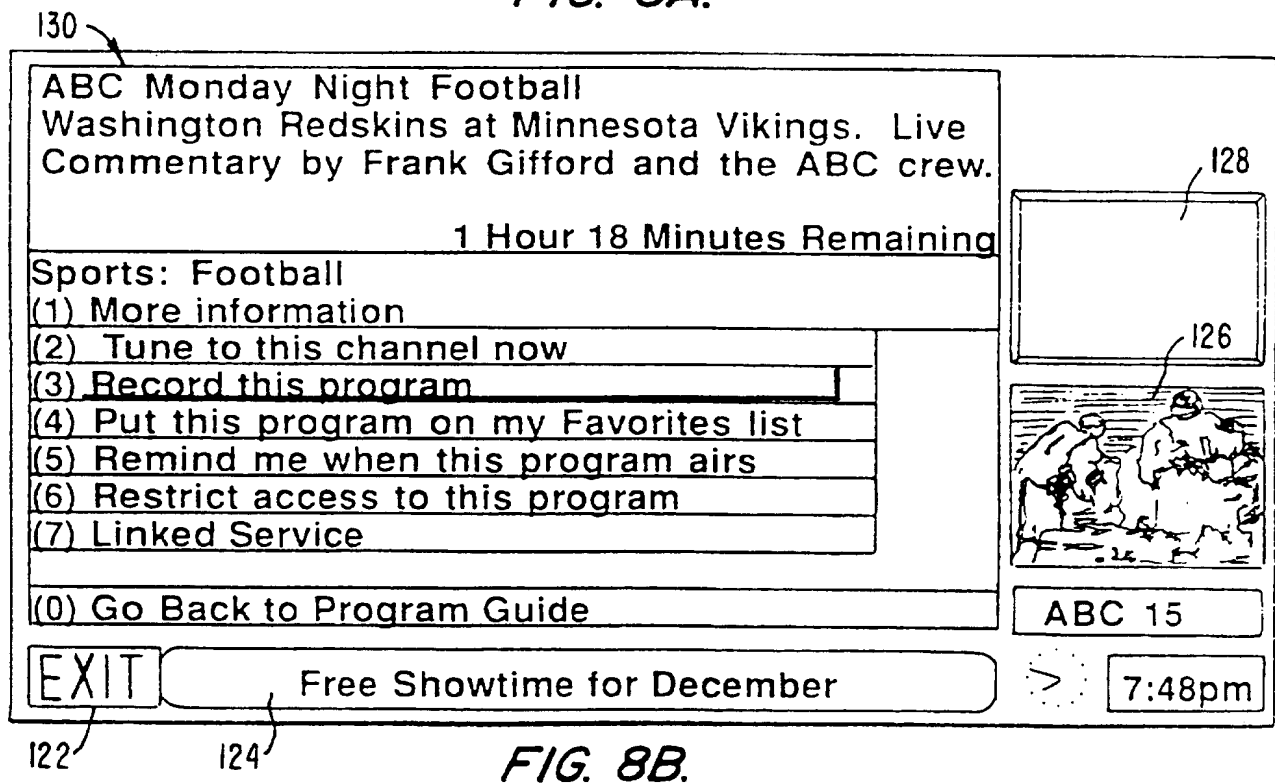 FIG. 8A.
130
ABC Monday Night Football
Washington Redskins at Minnesota Vikings. Live
Commentary by Frank Gifford and the ABC crew.
1 Hour 18 Minutes Remaining
Sports: Football
(1) More information
(2) Tune to this channel now
(3) Record this program
(4) Put this program on my Favorites list
(5) Remind me when this program airs
(6) Restrict access to this program
(7) Linked Service
(0) Go Back to Program Guide
128
126
ABC 15
EXIT
Free Showtime for December
7:48pm
122
124
FIG. 8B.